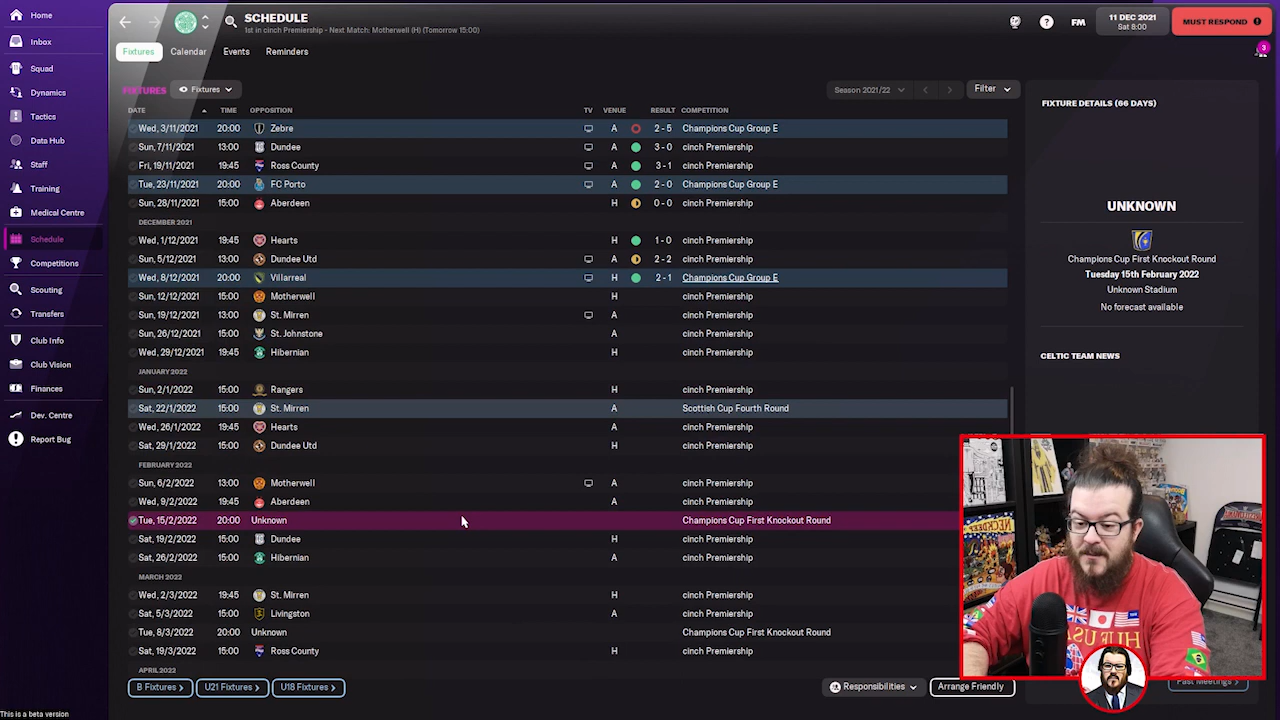 Home
Inbox
Squad
Dynamics
Tactics
Data Hub
Staff
Training
Medical Centre
Schedule
Competitions
Scouting
Transfers
Club Info
Club Vision
Finances
Dev. Centre
Report Bug
This is a beta version
SCHEDULE
1st in cinch Premiership - Next Match: Motherwell (H) (Tomorrow 15:00)
? FM 11 DEC 2021 MUST RESPOND
Sat 8:00
3
Fixtures Calendar Events Reminders
FIXTURES Fixtures Season 2021/22 Filter
DATE TIME OPPOSITION TV VENUE RESULT COMPETITION
Wed, 3/11/2021 20:00 Zebre A 2 - 5 Champions Cup Group E
Sun, 7/11/2021 13:00 Dundee A 3 - 0 cinch Premiership
Fri, 19/11/2021 19:45 Ross County A 3 - 1 cinch Premiership
Tue, 23/11/2021 20:00 FC Porto A 2 - 0 Champions Cup Group E
Sun, 28/11/2021 15:00 Aberdeen H 0 - 0 cinch Premiership
DECEMBER 2021
Wed, 1/12/2021 19:45 Hearts H 1 - 0 cinch Premiership
Sun, 5/12/2021 13:00 Dundee Utd A 2 - 2 cinch Premiership
Wed, 8/12/2021 20:00 Villarreal H 2 - 1 Champions Cup Group E
Sun, 12/12/2021 15:00 Motherwell H cinch Premiership
Sun, 19/12/2021 13:00 St. Mirren A cinch Premiership
Sun, 26/12/2021 15:00 St. Johnstone A cinch Premiership
Wed, 29/12/2021 19:45 Hibernian H cinch Premiership
JANUARY 2022
Sun, 2/1/2022 15:00 Rangers H cinch Premiership
Sat, 22/1/2022 15:00 St. Mirren A Scottish Cup Fourth Round
Wed, 26/1/2022 19:45 Hearts A cinch Premiership
Sat, 29/1/2022 15:00 Dundee Utd H cinch Premiership
FEBRUARY 2022
Sun, 6/2/2022 13:00 Motherwell A cinch Premiership
Wed, 9/2/2022 19:45 Aberdeen A cinch Premiership
Tue, 15/2/2022 20:00 Unknown Champions Cup First Knockout Round
Sat, 19/2/2022 15:00 Dundee H cinch Premiership
Sat, 26/2/2022 15:00 Hibernian A cinch Premiership
MARCH 2022
Wed, 2/3/2022 19:45 St. Mirren H cinch Premiership
Sat, 5/3/2022 15:00 Livingston A cinch Premiership
Tue, 8/3/2022 20:00 Unknown Champions Cup First Knockout Round
Sat, 19/3/2022 15:00 Ross County H cinch Premiership
APRIL 2022
B Fixtures U21 Fixtures U18 Fixtures Responsibilities Arrange Friendly Past Meetings
FIXTURE DETAILS (66 DAYS)
UNKNOWN
Champions Cup First Knockout Round
Tuesday 15th February 2022
Unknown Stadium
No forecast available
CELTIC TEAM NEWS